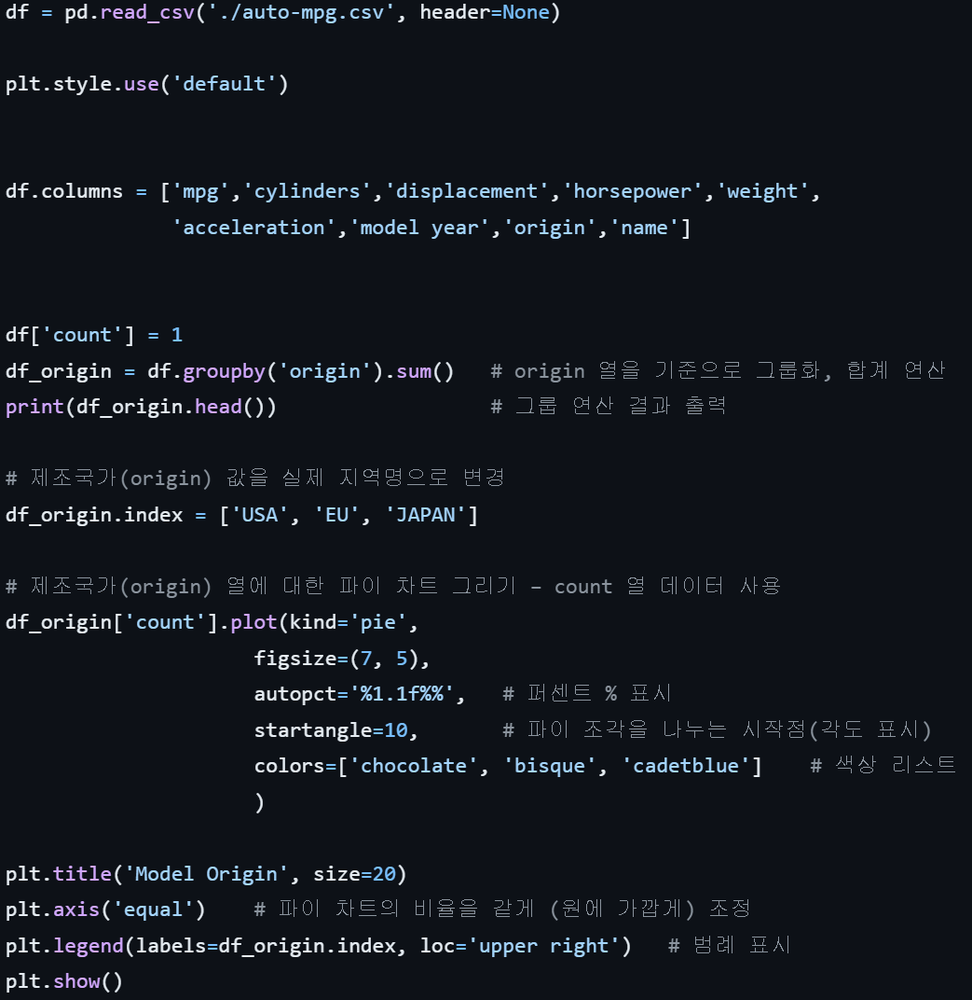 df = pd.read_csv('./auto-mpg.csv', header=None)
plt.style.use('default')
df.columns = ['mpg','cylinders','displacement','horsepower','weight',
'acceleration','model year','origin','name']
df['count'] = 1
df_origin = df.groupby('origin').sum()   # origin 열을 기준으로 그룹화, 합계 연산
print(df_origin.head())                  # 그룹 연산 결과 출력
# 제조국가(origin) 값을 실제 지역명으로 변경
df_origin.index = ['USA', 'EU', 'JAPAN']
# 제조국가(origin) 열에 대한 파이 차트 그리기 – count 열 데이터 사용
df_origin['count'].plot(kind='pie',
figsize=(7, 5),
autopct='%1.1f%%',   # 퍼센트 % 표시
startangle=10,       # 파이 조각을 나누는 시작점(각도 표시)
colors=['chocolate', 'bisque', 'cadetblue']    # 색상 리스트
)
plt.title('Model Origin', size=20)
plt.axis('equal')    # 파이 차트의 비율을 같게 (원에 가깝게) 조정
plt.legend(labels=df_origin.index, loc='upper right')   # 범례 표시
plt.show()